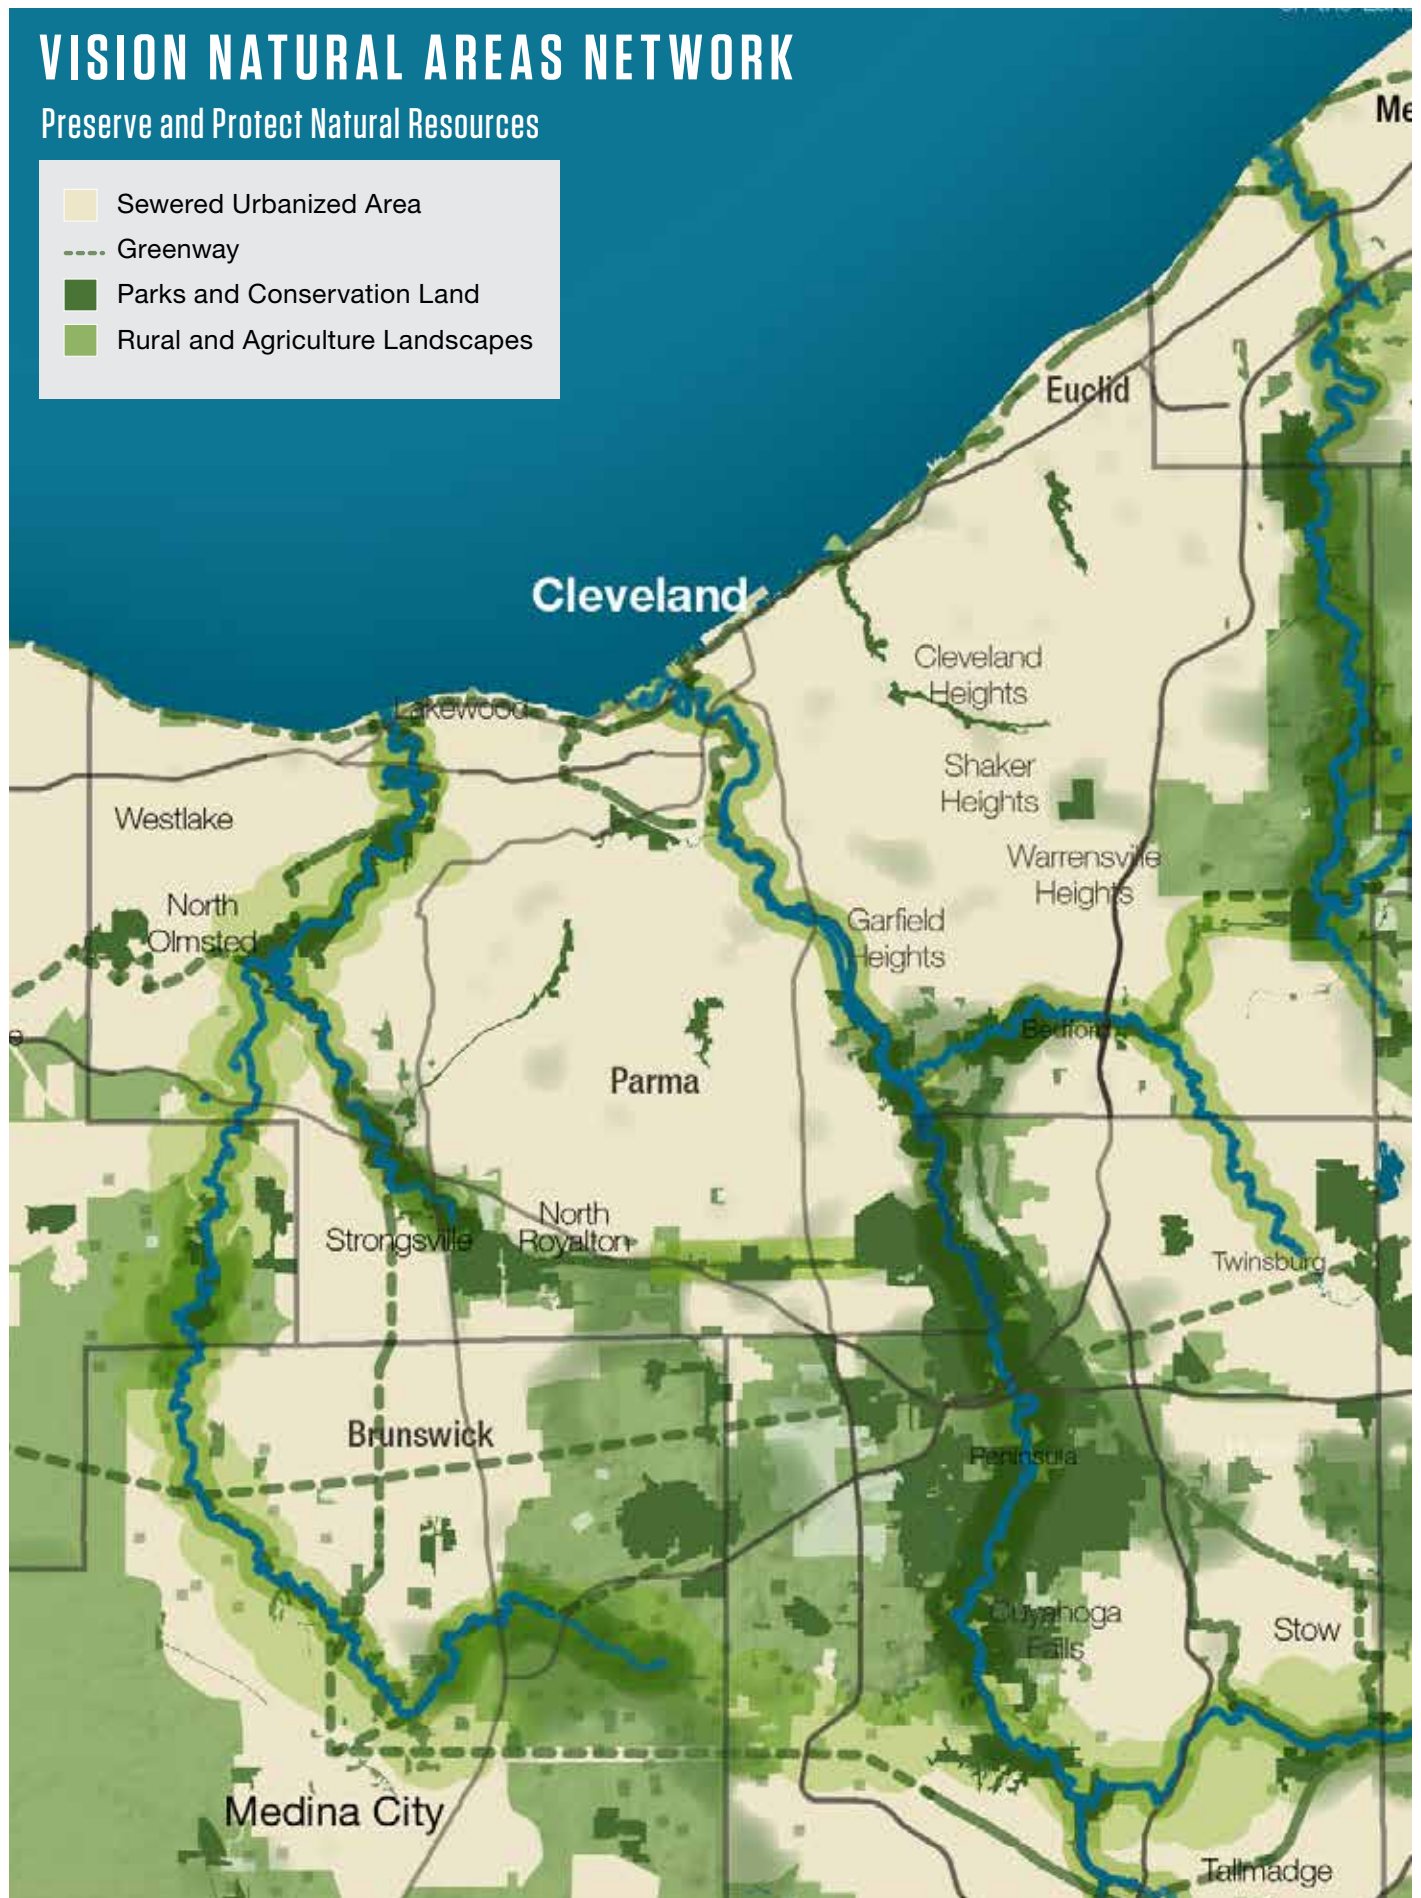 VISION NATURAL AREAS NETWORK
Preserve and Protect Natural Resources
Sewered Urbanized Area
Greenway
Parks and Conservation Land
Rural and Agriculture Landscapes
Me
Euclid
Cleveland
Cleveland
Heights
Lakewood
Shaker
Heights
Westlake
Warrensville
Heights
North
Olmsted
Garfield
Heights
Bedford
e
Parma
North
Royalton
Strongsville
Twinsburg
Brunswick
Peninsula
Cuyahoga
Falls
Stow
Medina City
Tallmadge